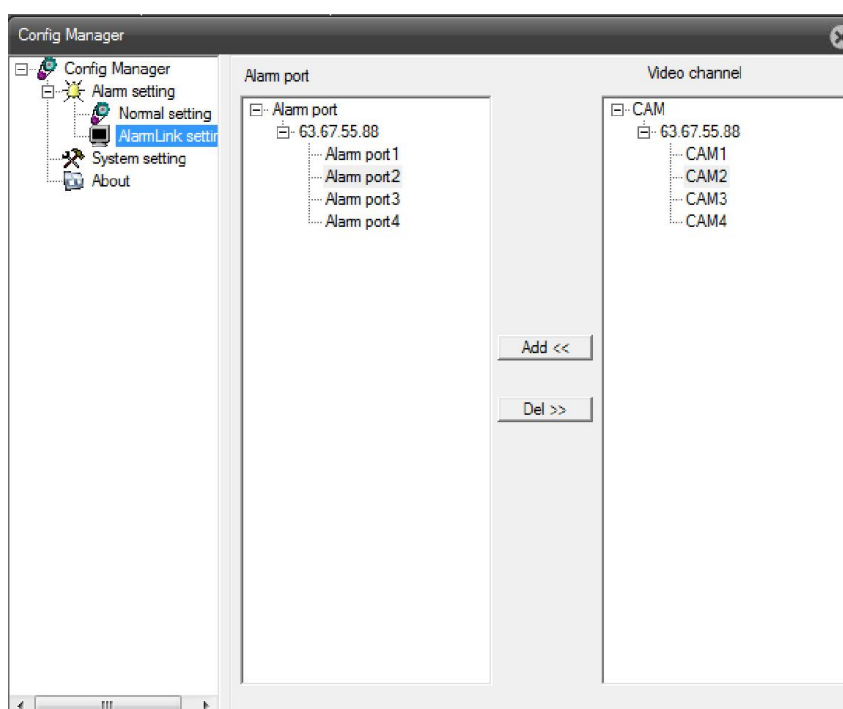 Config Manager
Config Manager
Alarm setting
Normal setting
AlarmLink settin
System setting
About
Alarm port
Alarm port
63.67.55.88
Alarm port1
Alarm port2
Alarm port3
Alarm port4
Add <<
Del >>
Video channel
CAM
63.67.55.88
CAM1
CAM2
CAM3
CAM4